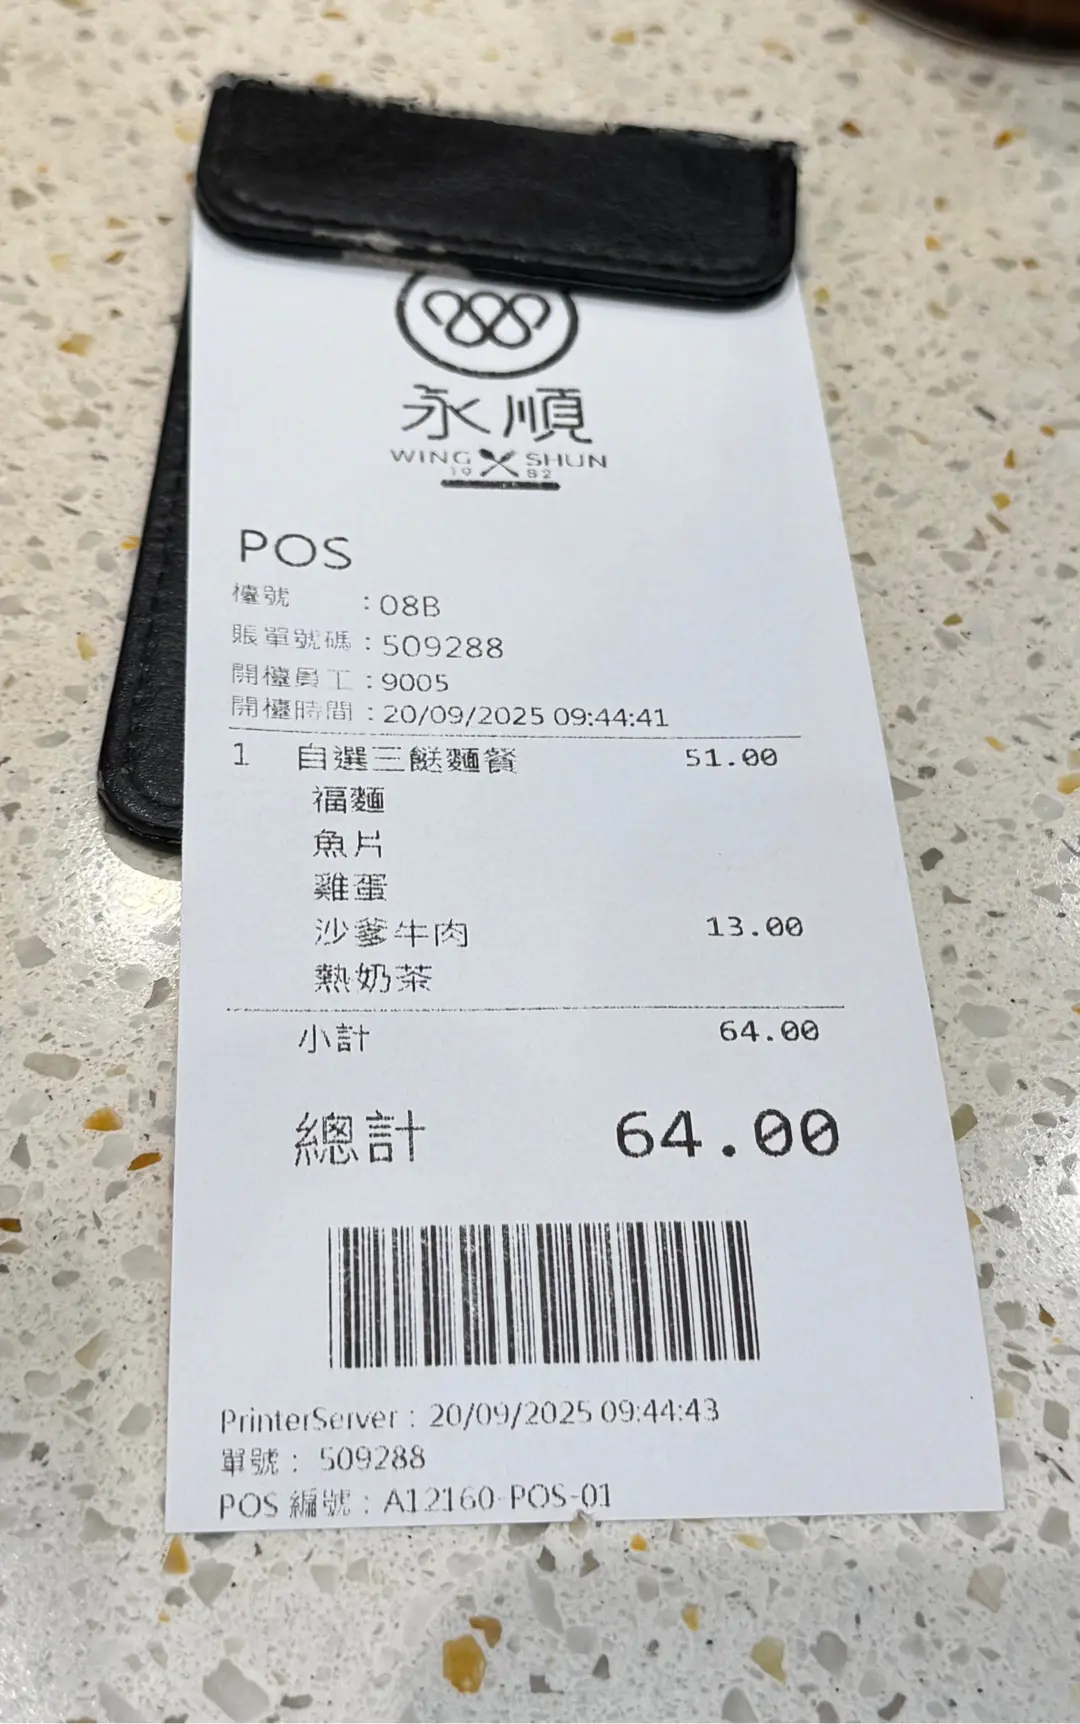 永順
WING SHUN
1982
POS
檯號 : 08B
賬單號碼 : 509288
開檯員工 : 9005
開檯時間 : 20/09/2025 09:44:41
1 自選三餸麵餐 51.00
福麵
魚片
雞蛋
沙爹牛肉 13.00
熱奶茶
小計 64.00
總計 64.00
PrinterServer : 20/09/2025 09:44:43
單號 : 509288
POS 編號 : A12160-POS-01